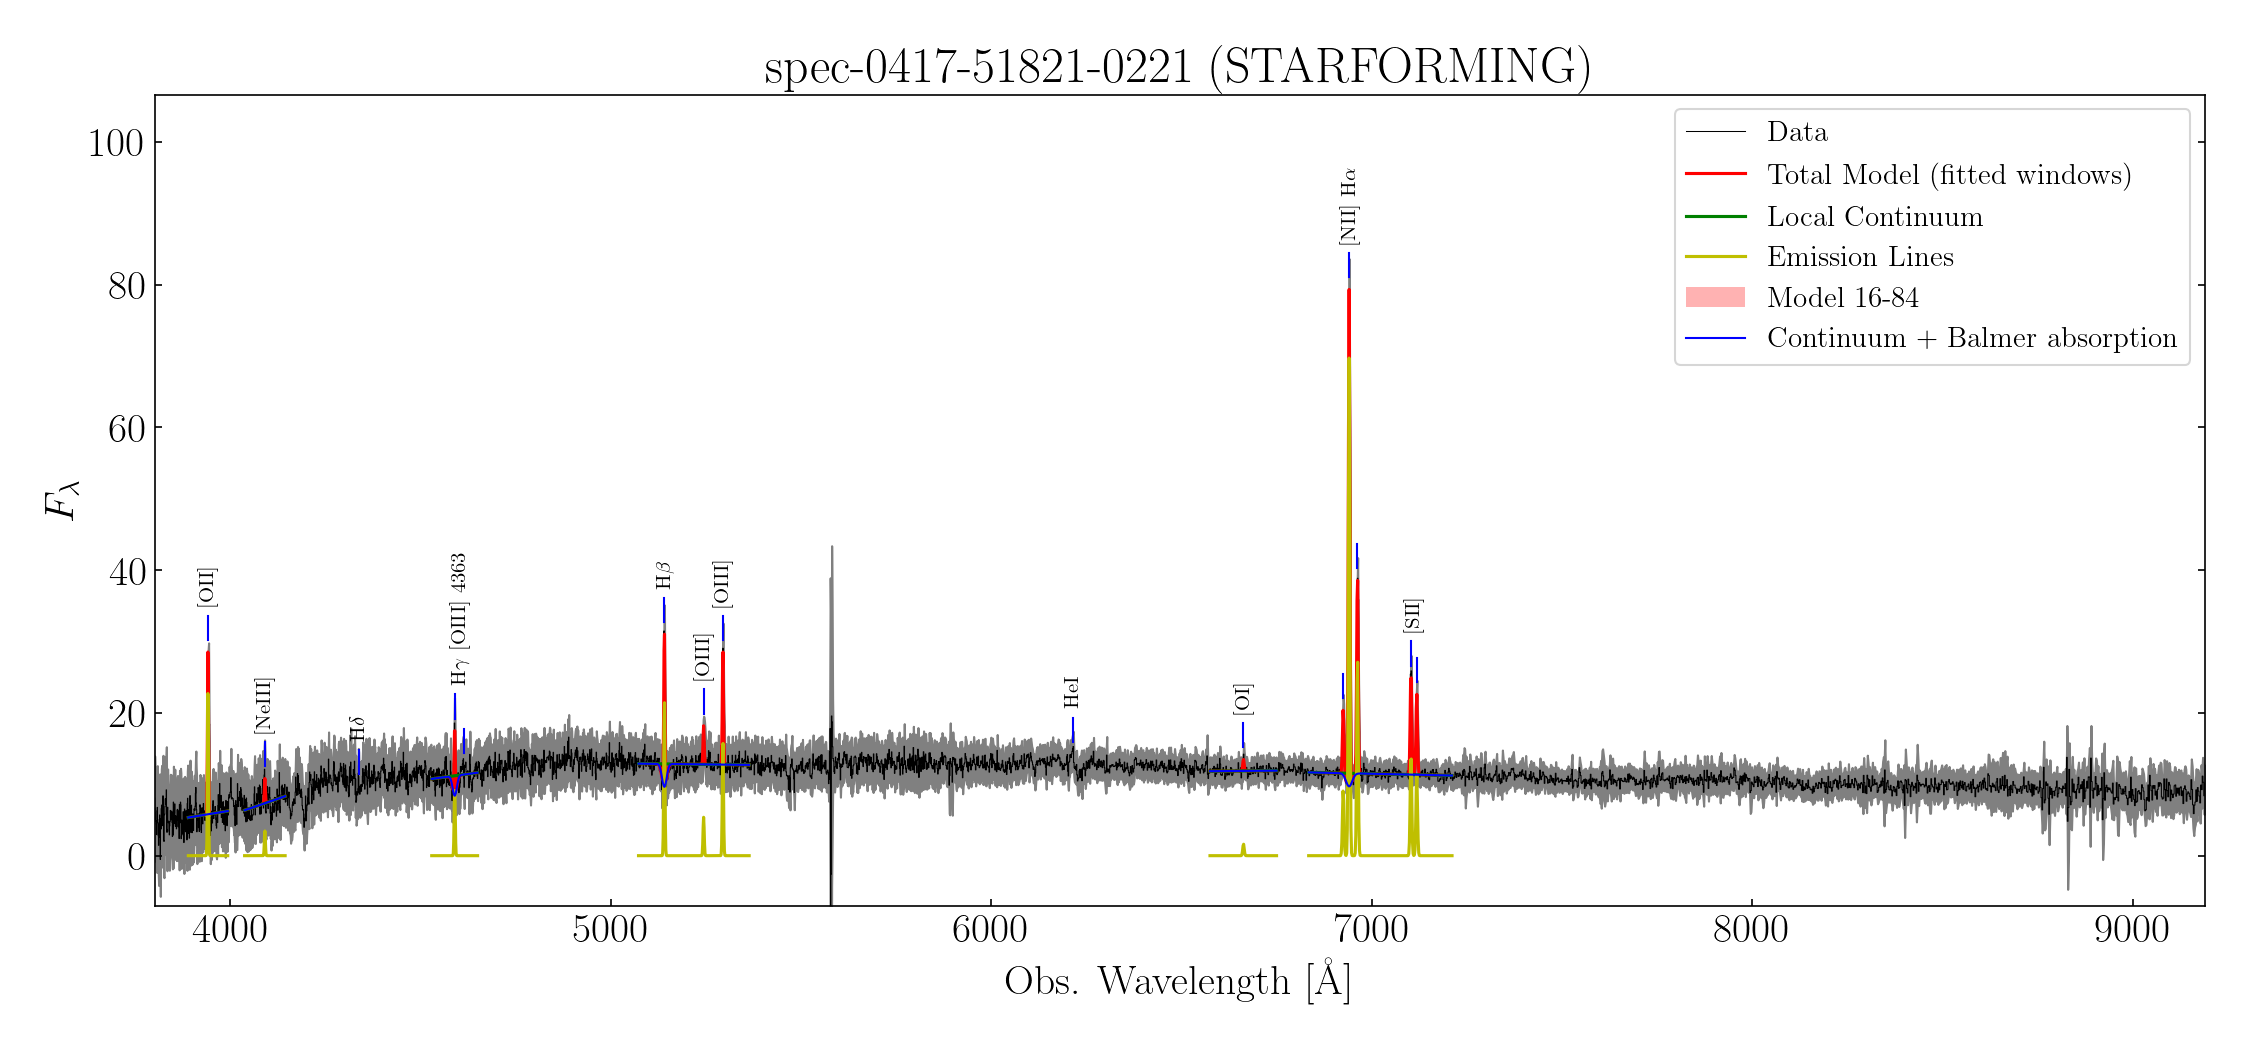 spec-0417-51821-0221 (STARFORMING)
Data
Total Model (fitted windows)
Local Continuum
Emission Lines
Model 16-84
Continuum + Balmer absorption
100
80
60
40
20
0
Fλ
[OII]
[NeIII]
Hδ
Hγ [OIII] 4363
Hβ
[OIII]
[OIII]
HeI
[OI]
[NII] Hα
[SII]
4000 5000 6000 7000 8000 9000
Obs. Wavelength [Å]